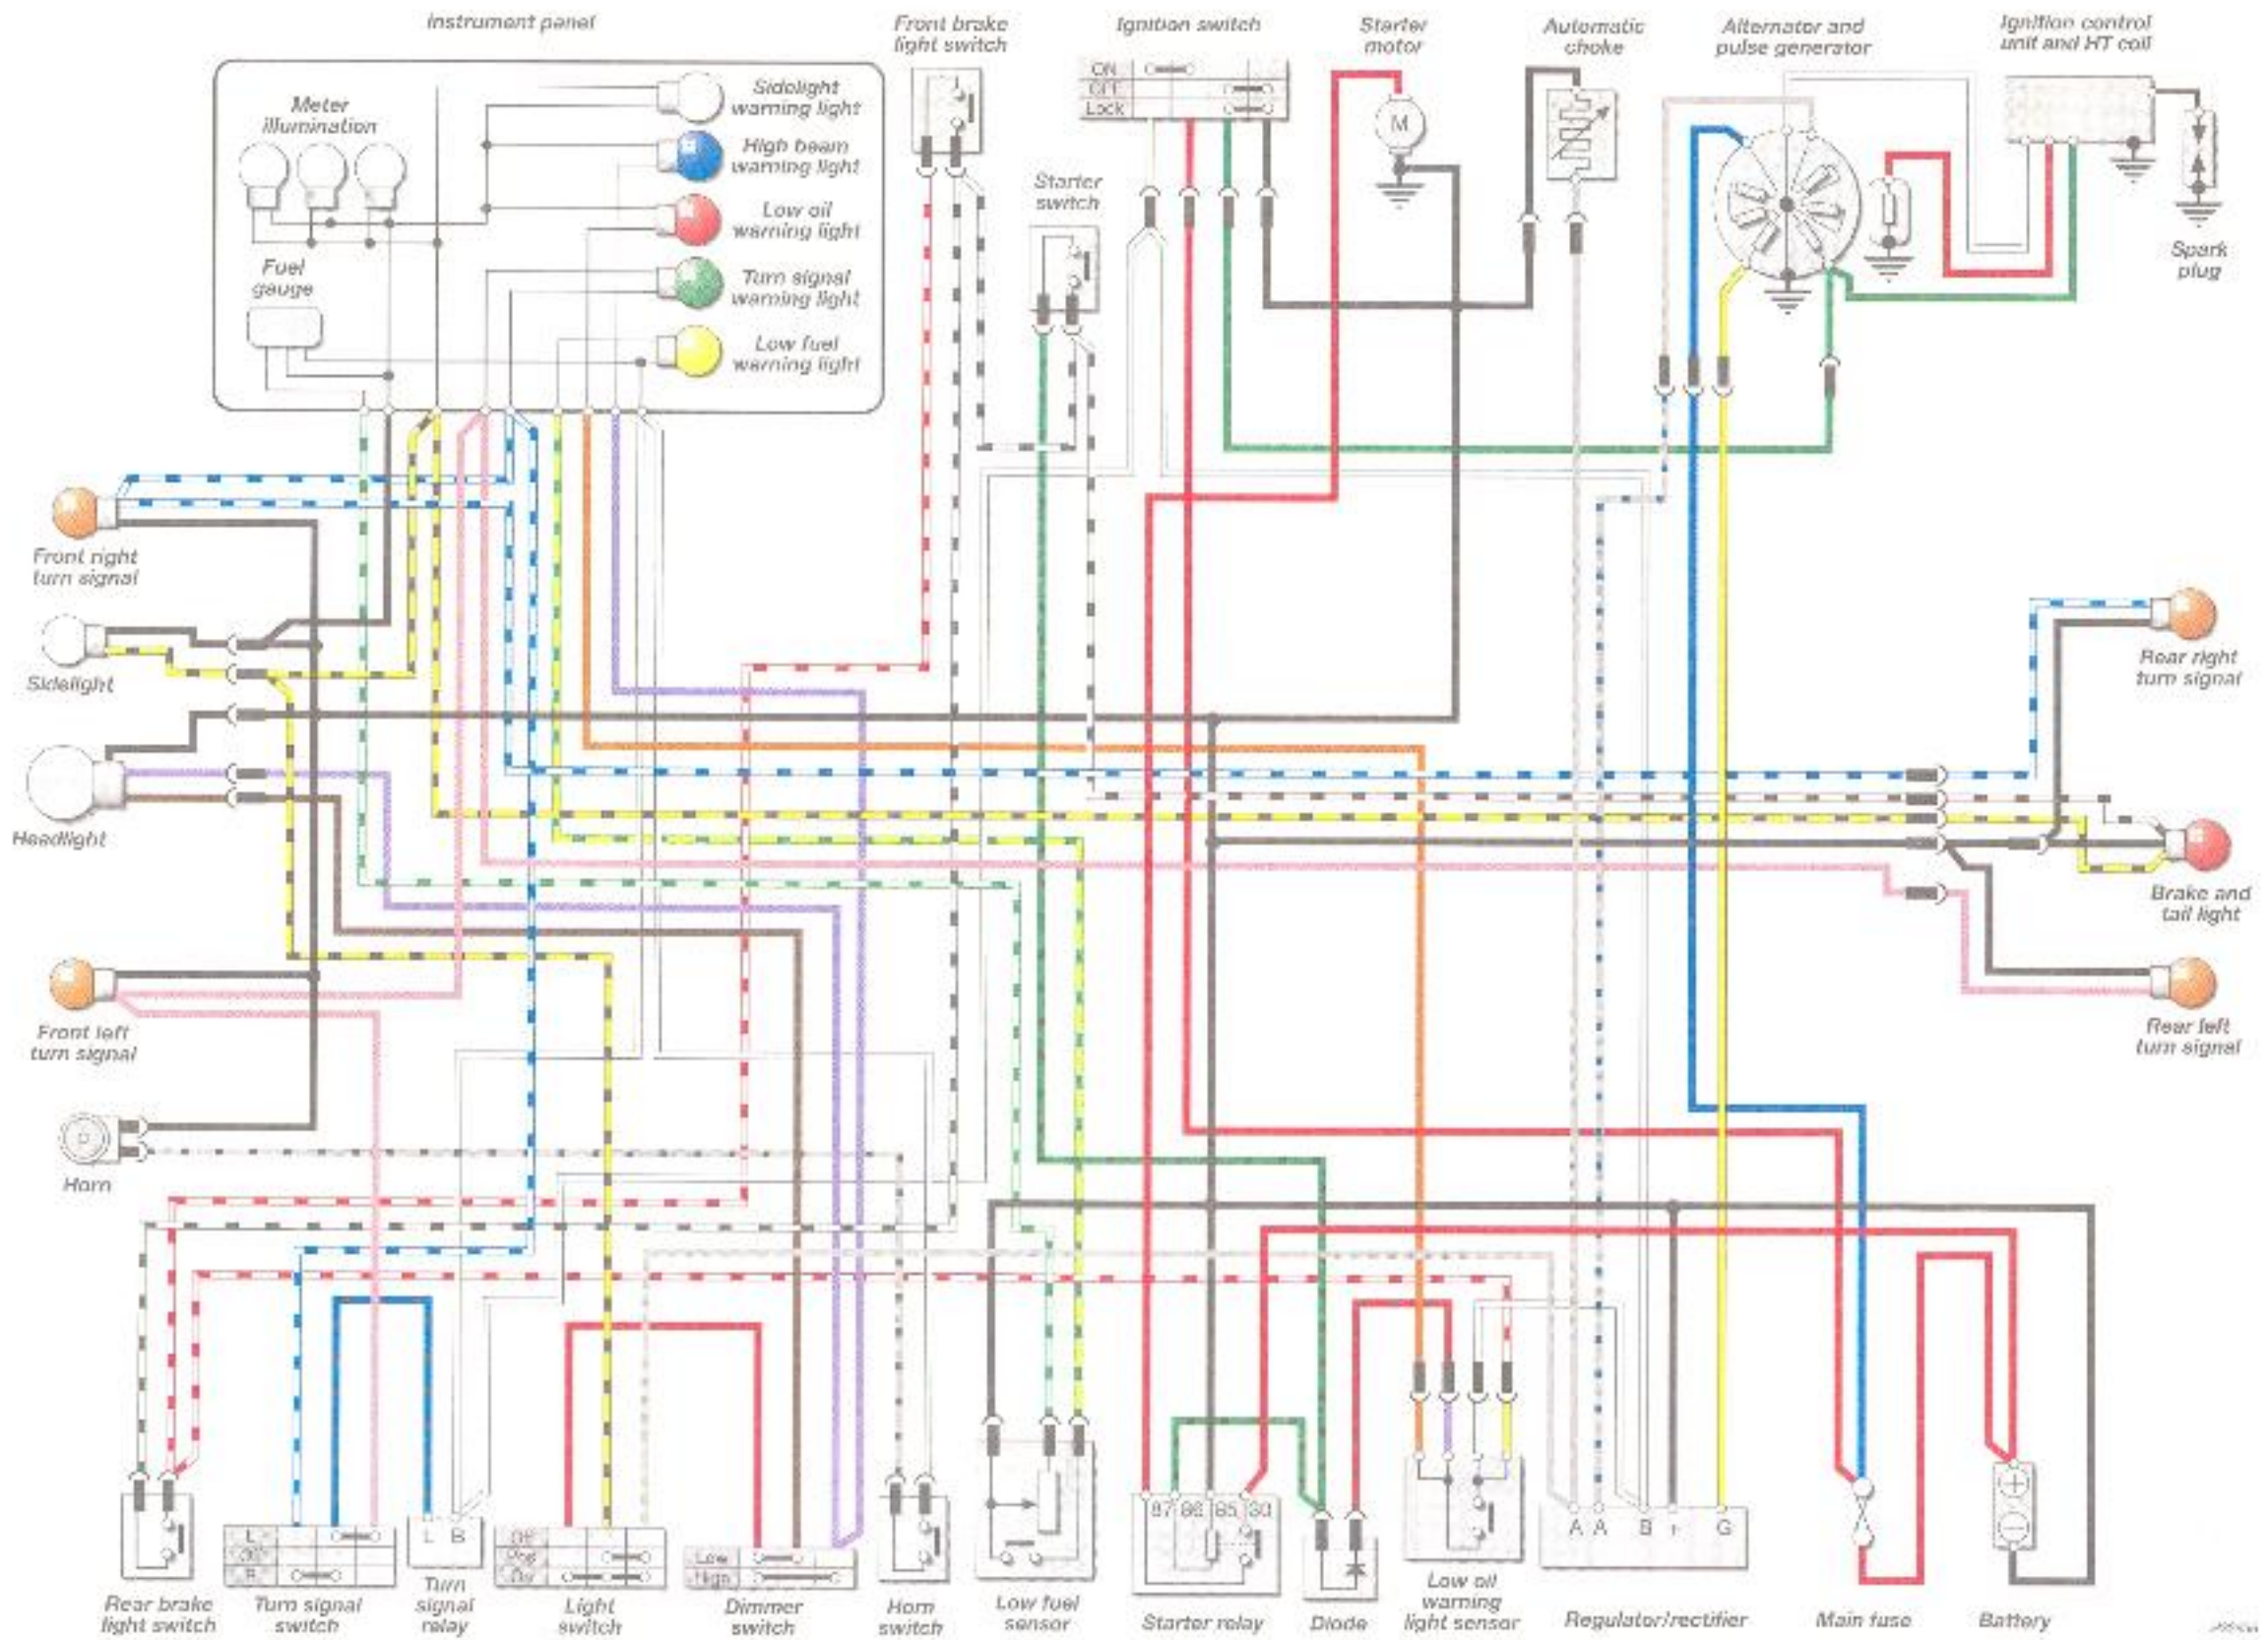 Instrument panel
Front brake
light switch
Ignition switch
Starter
motor
Automatic
choke
Alternator and
pulse generator
Ignition control
unit and HT coil
ON
OFF
Lock
M
Meter
illumination
Sidelight
warning light
High beam
warning light
Low oil
warning light
Turn signal
warning light
Low fuel
warning light
Fuel
gauge
Starter
switch
Spark
plug
Front right
turn signal
Sidelight
Headlight
Front left
turn signal
Horn
Rear right
turn signal
Brake and
tail light
Rear left
turn signal
L
R
L B
Off
On
Low
High
87 86 85 30
A A B G
Rear brake
light switch
Turn signal
switch
Turn
signal
relay
Light
switch
Dimmer
switch
Horn
switch
Low fuel
sensor
Starter relay
Diode
Low oil
warning
light sensor
Regulator/rectifier
Main fuse
Battery